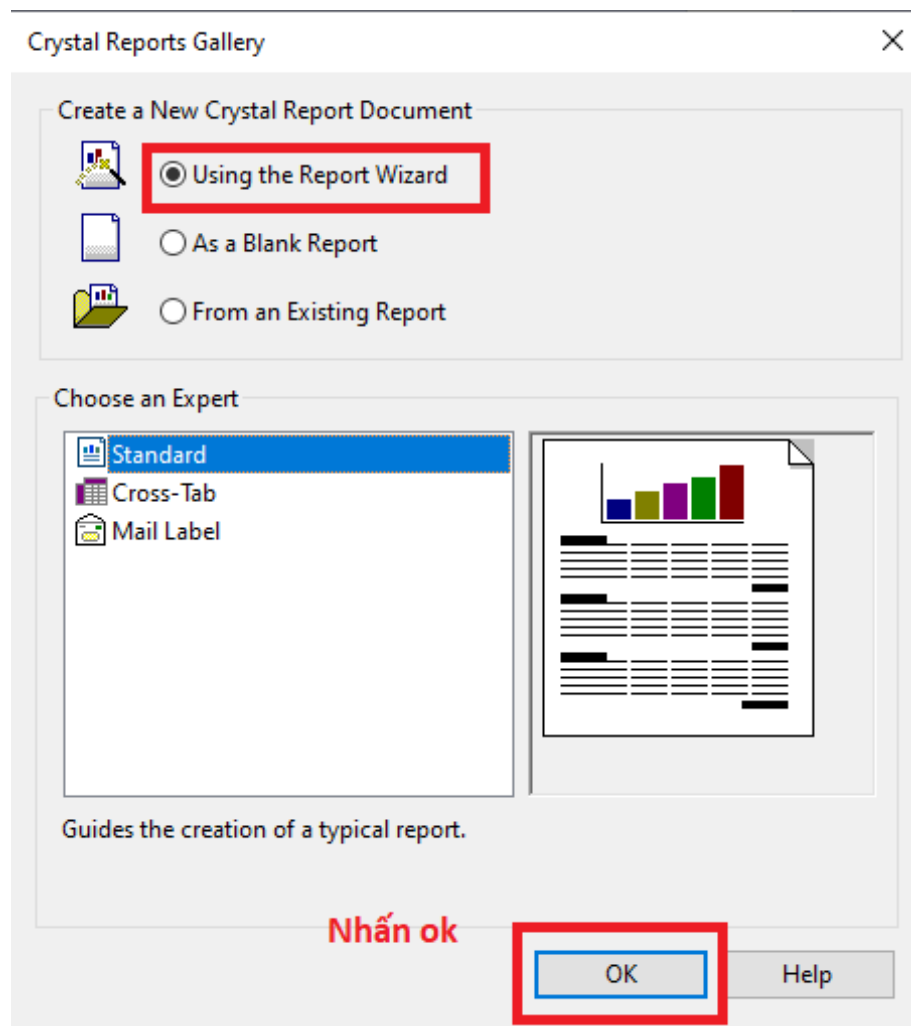 Crystal Reports Gallery
Create a New Crystal Report Document
Using the Report Wizard
As a Blank Report
From an Existing Report
Choose an Expert
Standard
Cross-Tab
Mail Label
Guides the creation of a typical report.
Nhấn ok
OK
Help